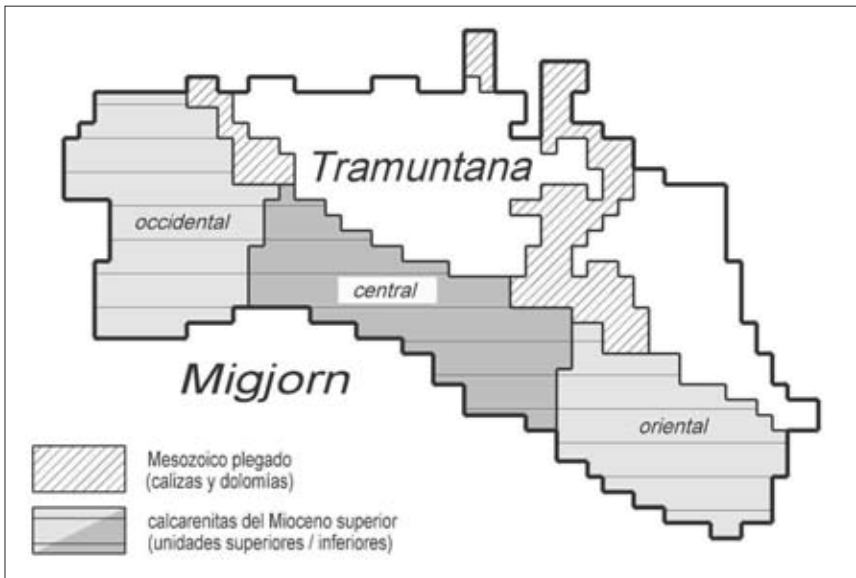 Tramuntana
occidental
central
Migjorn
oriental
Mesozoico plegado
(calizas y dolomías)
calcarenitas del Mioceno superior
(unidades superiores / inferiores)